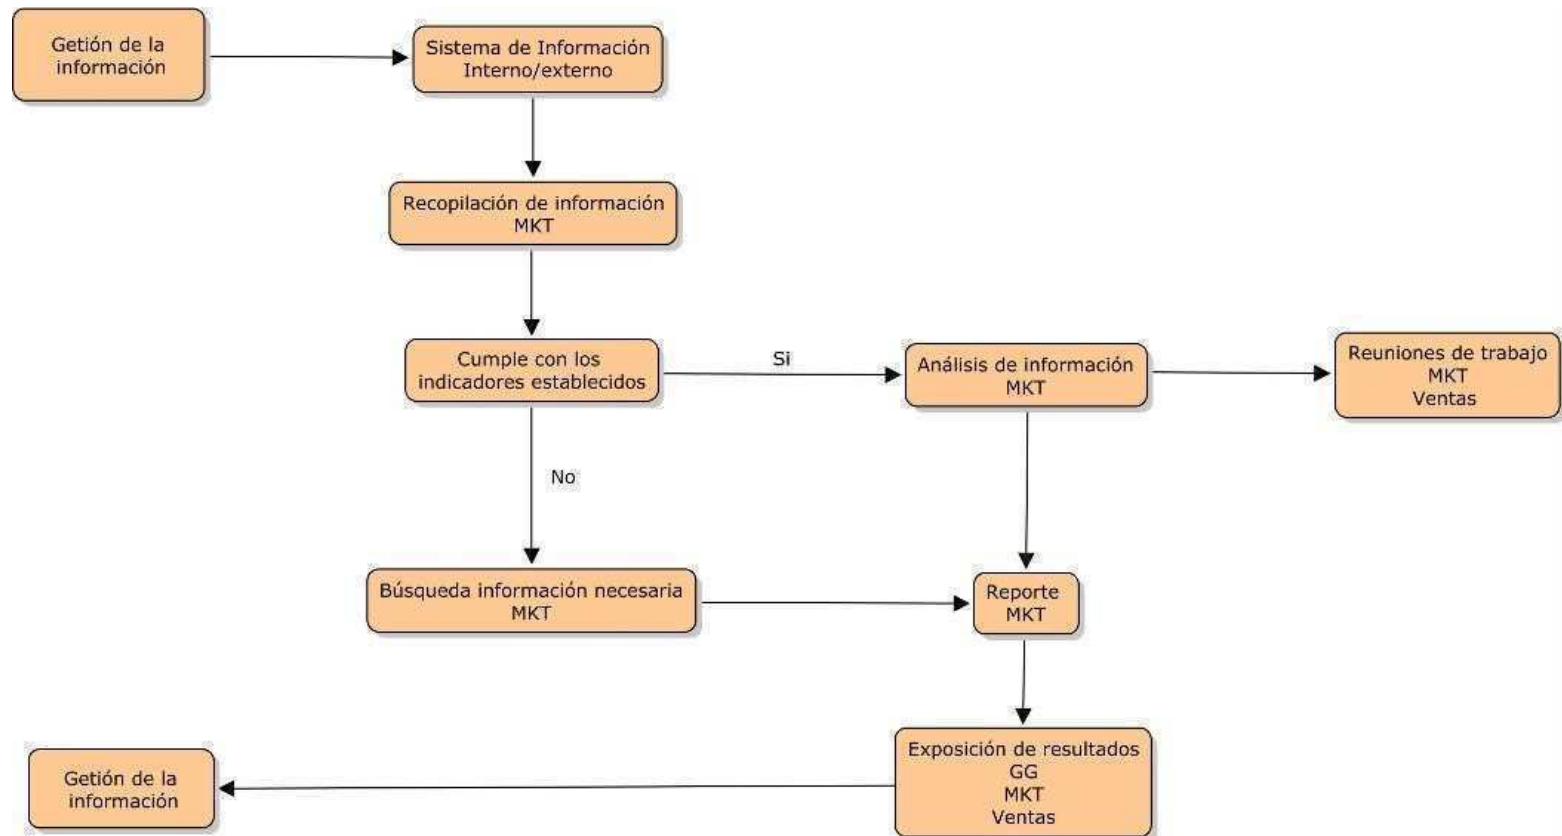 Getión de la
información
Sistema de Información
Interno/externo
Recopilación de información
MKT
Cumple con los
indicadores establecidos
Si
Análisis de información
MKT
Reuniones de trabajo
MKT
Ventas
No
Búsqueda información necesaria
MKT
Reporte
MKT
Exposición de resultados
GG
MKT
Ventas
Getión de la
información